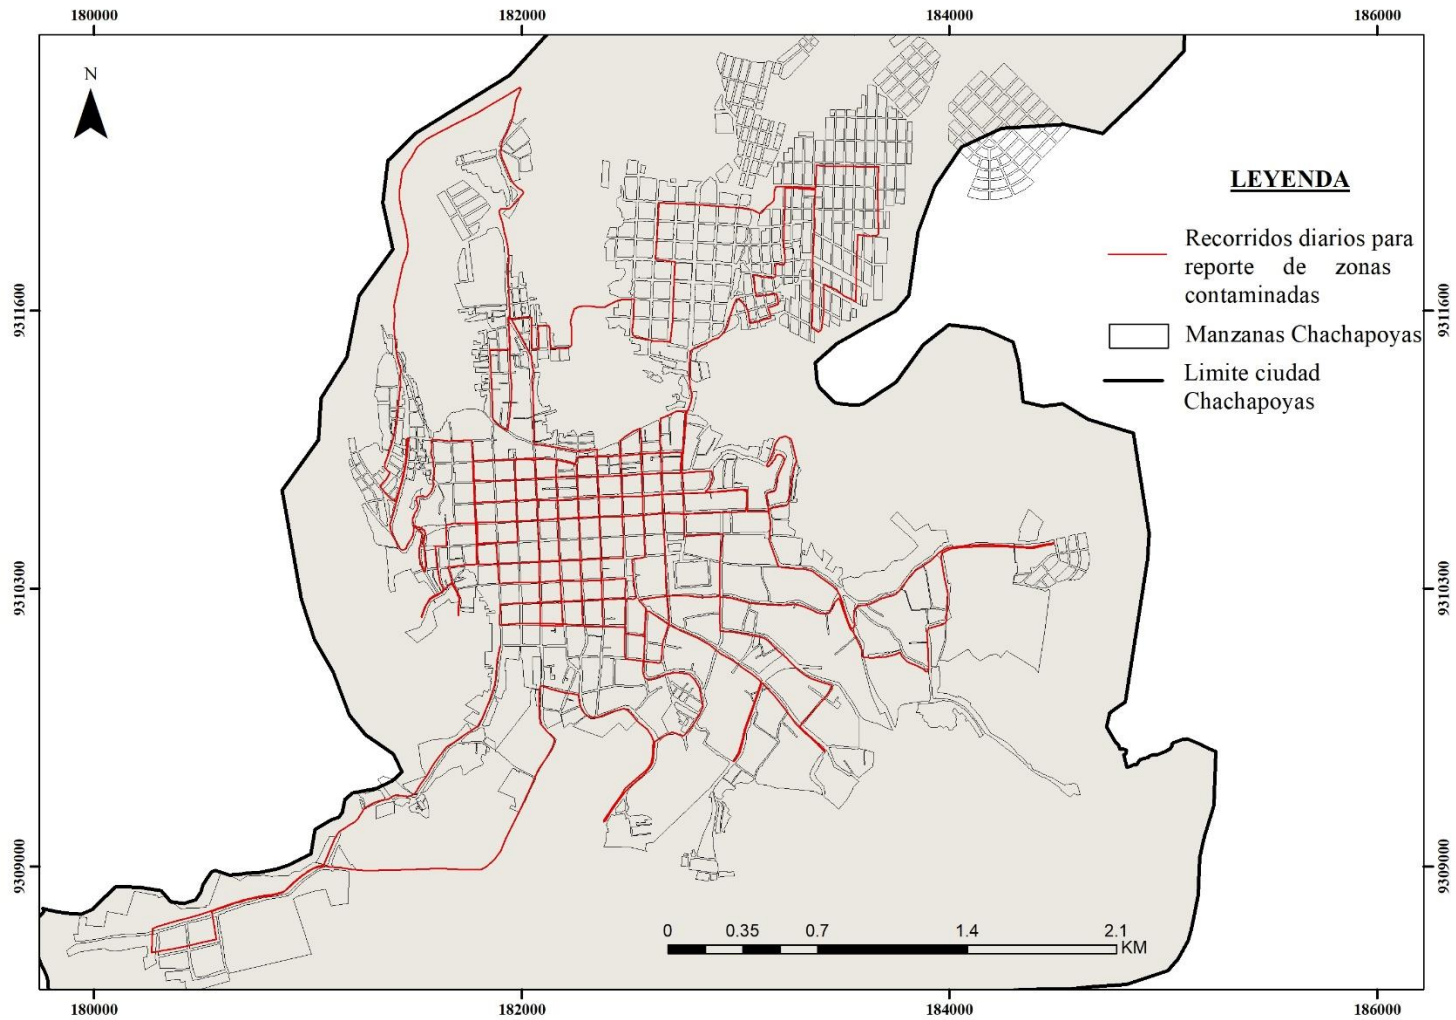 180000
182000
184000
186000
N
LEYENDA
Recorridos diarios para
reporte de zonas
contaminadas
Manzanas Chachapoyas
Limite ciudad
Chachapoyas
9311600
9311600
9310300
9310300
9309000
9309000
0 0.35 0.7 1.4 2.1
KM
180000
182000
184000
186000